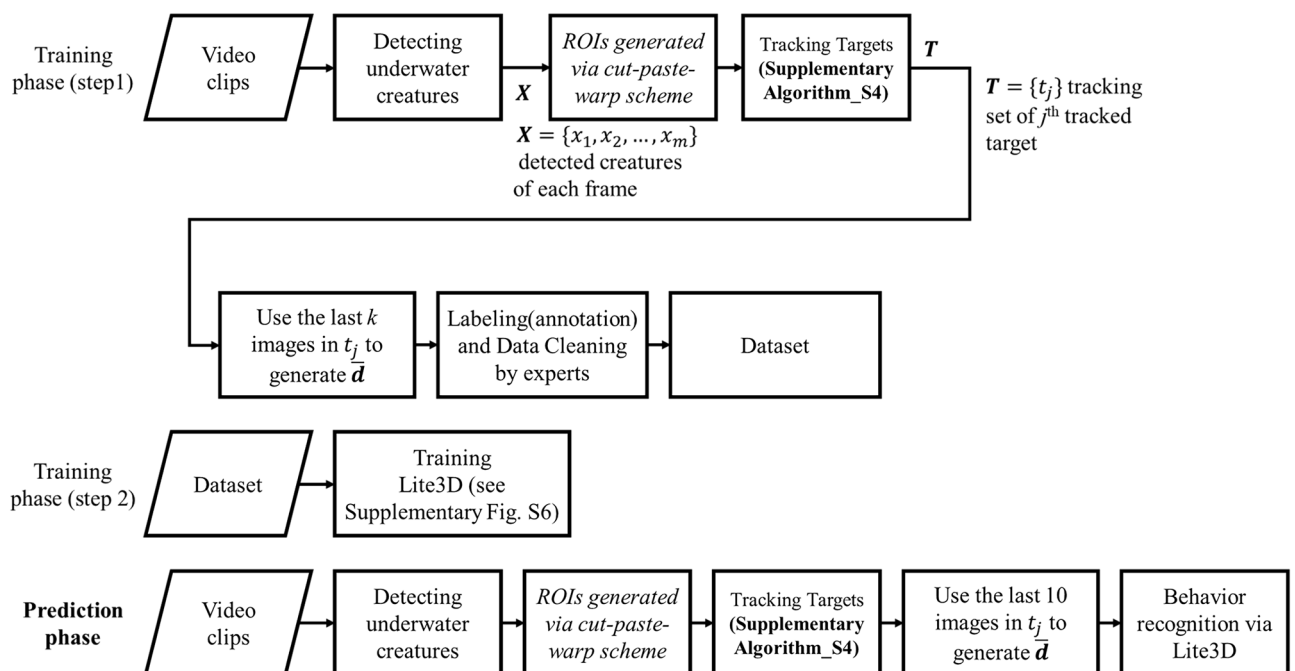 Training
phase (step1)
Video
clips
Detecting
underwater
creatures
X
X = {x₁, x₂, …, xₘ}
detected creatures
of each frame
ROIs generated
via cut-paste-
warp scheme
Tracking Targets
(Supplementary
Algorithm_S4)
T
T = {tⱼ} tracking
set of jᵗʰ tracked
target
Use the last k
images in tⱼ to
generate d̅
Labeling(annotation)
and Data Cleaning
by experts
Dataset
Training
phase (step 2)
Dataset
Training
Lite3D (see
Supplementary Fig. S6)
Prediction
phase
Video
clips
Detecting
underwater
creatures
ROIs generated
via cut-paste-
warp scheme
Tracking Targets
(Supplementary
Algorithm_S4)
Use the last 10
images in tⱼ to
generate d̅
Behavior
recognition via
Lite3D